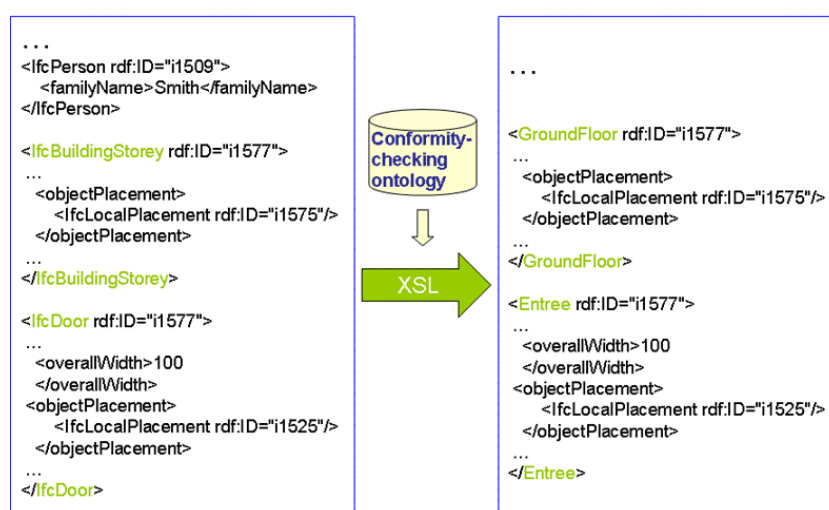 ...
<IfcPerson rdf:ID="i1509">
<familyName>Smith</familyName>
</IfcPerson>
<IfcBuildingStorey rdf:ID="i1577">
...
<objectPlacement>
<IfcLocalPlacement rdf:ID="i1575"/>
</objectPlacement>
...
</IfcBuildingStorey>
<IfcDoor rdf:ID="i1577">
...
<overallWidth>100
</overallWidth>
<objectPlacement>
<IfcLocalPlacement rdf:ID="i1525"/>
</objectPlacement>
...
</IfcDoor>
Conformity-
checking
ontology
XSL
...
<GroundFloor rdf:ID="i1577">
...
<objectPlacement>
<IfcLocalPlacement rdf:ID="i1575"/>
</objectPlacement>
...
</GroundFloor>
<Entree rdf:ID="i1577">
...
<overallWidth>100
</overallWidth>
<objectPlacement>
<IfcLocalPlacement rdf:ID="i1525"/>
</objectPlacement>
...
</Entree>